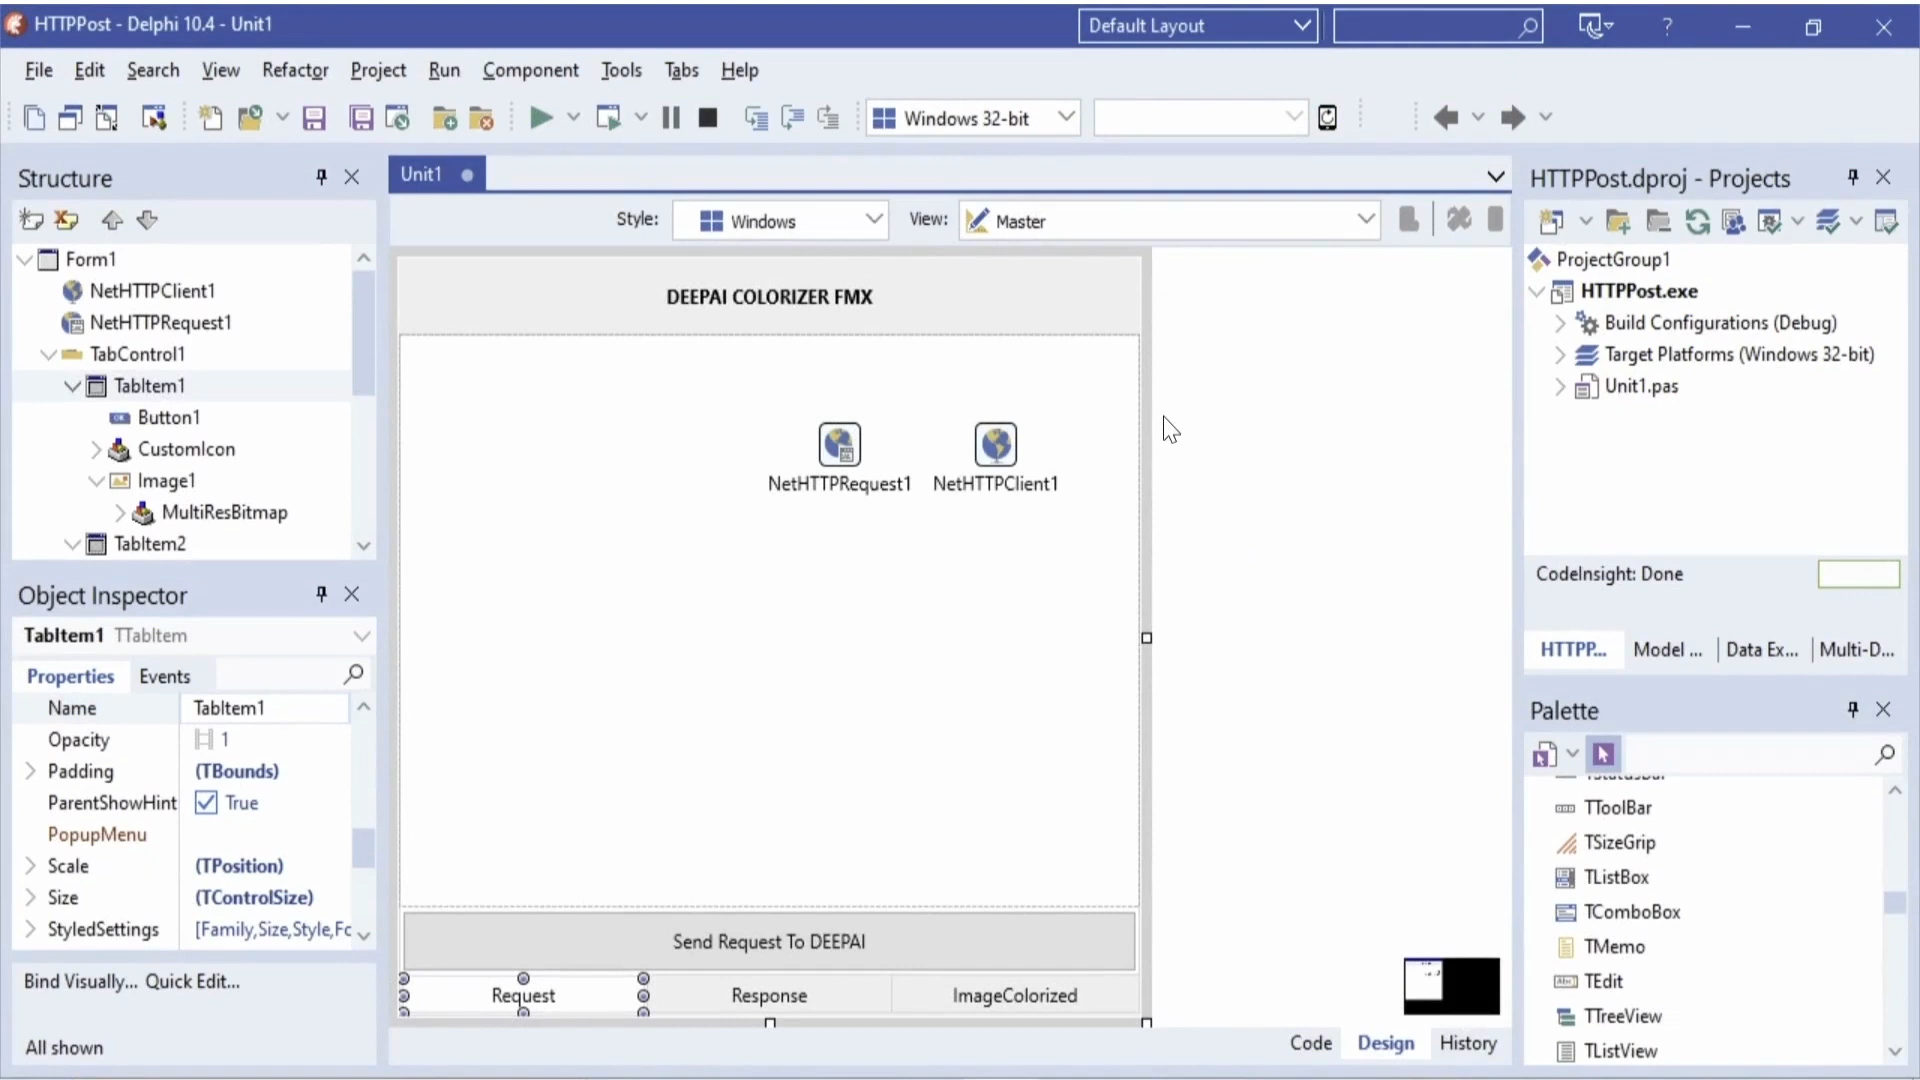 HTTPPost - Delphi 10.4 - Unit1
Default Layout
?
File Edit Search View Refactor Project Run Component Tools Tabs Help
Windows 32-bit
Structure
Form1
NetHTTPClient1
NetHTTPRequest1
TabControl1
TabItem1
Button1
CustomIcon
Image1
MultiResBitmap
TabItem2
Object Inspector
TabItem1 TTabItem
Properties Events
Name TabItem1
Opacity 1
Padding (TBounds)
ParentShowHint True
PopupMenu
Scale (TPosition)
Size (TControlSize)
StyledSettings [Family,Size,Style,Fc
Bind Visually... Quick Edit...
All shown
Unit1
Style: Windows View: Master
DEEPAI COLORIZER FMX
NetHTTPRequest1 NetHTTPClient1
Send Request To DEEPAI
Request Response ImageColorized
Code Design History
HTTPPost.dproj - Projects
ProjectGroup1
HTTPPost.exe
Build Configurations (Debug)
Target Platforms (Windows 32-bit)
Unit1.pas
CodeInsight: Done
HTTPP... Model ... Data Ex... Multi-D...
Palette
TStatusBar
TToolBar
TSizeGrip
TListBox
TComboBox
TMemo
TEdit
TTreeView
TListView